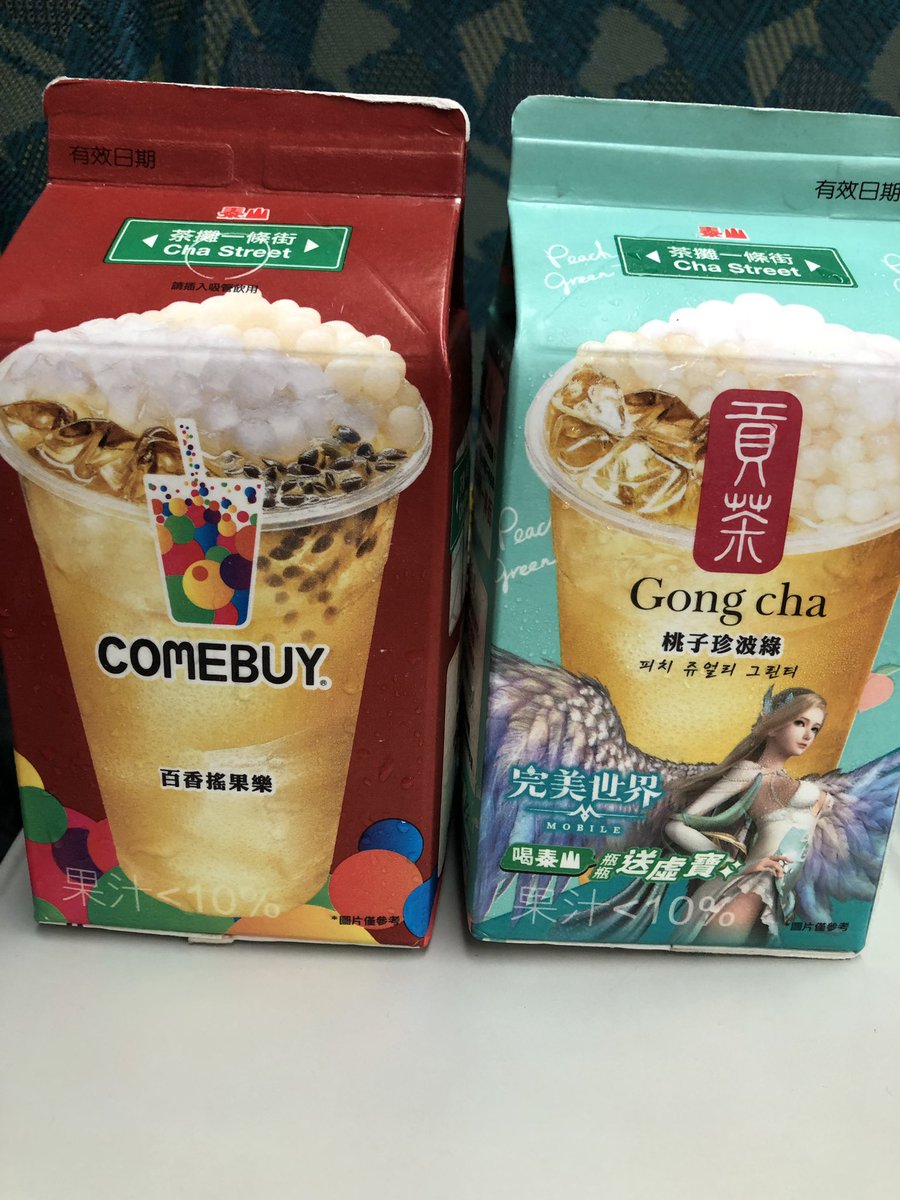 有效日期
泰山
茶攤一條街
Cha Street
請插入吸管飲用
COMEBUY®
百香搖果樂
果汁<10%
*圖片僅參考
有效日期
泰山
茶攤一條街
Cha Street
Peach
Green
貢茶
Peac
Green
Gong cha
桃子珍波綠
피치 쥬얼리 그린티
完美世界
MOBILE
喝泰山 瓶瓶送虛寶
果汁<10%
*圖片僅參考